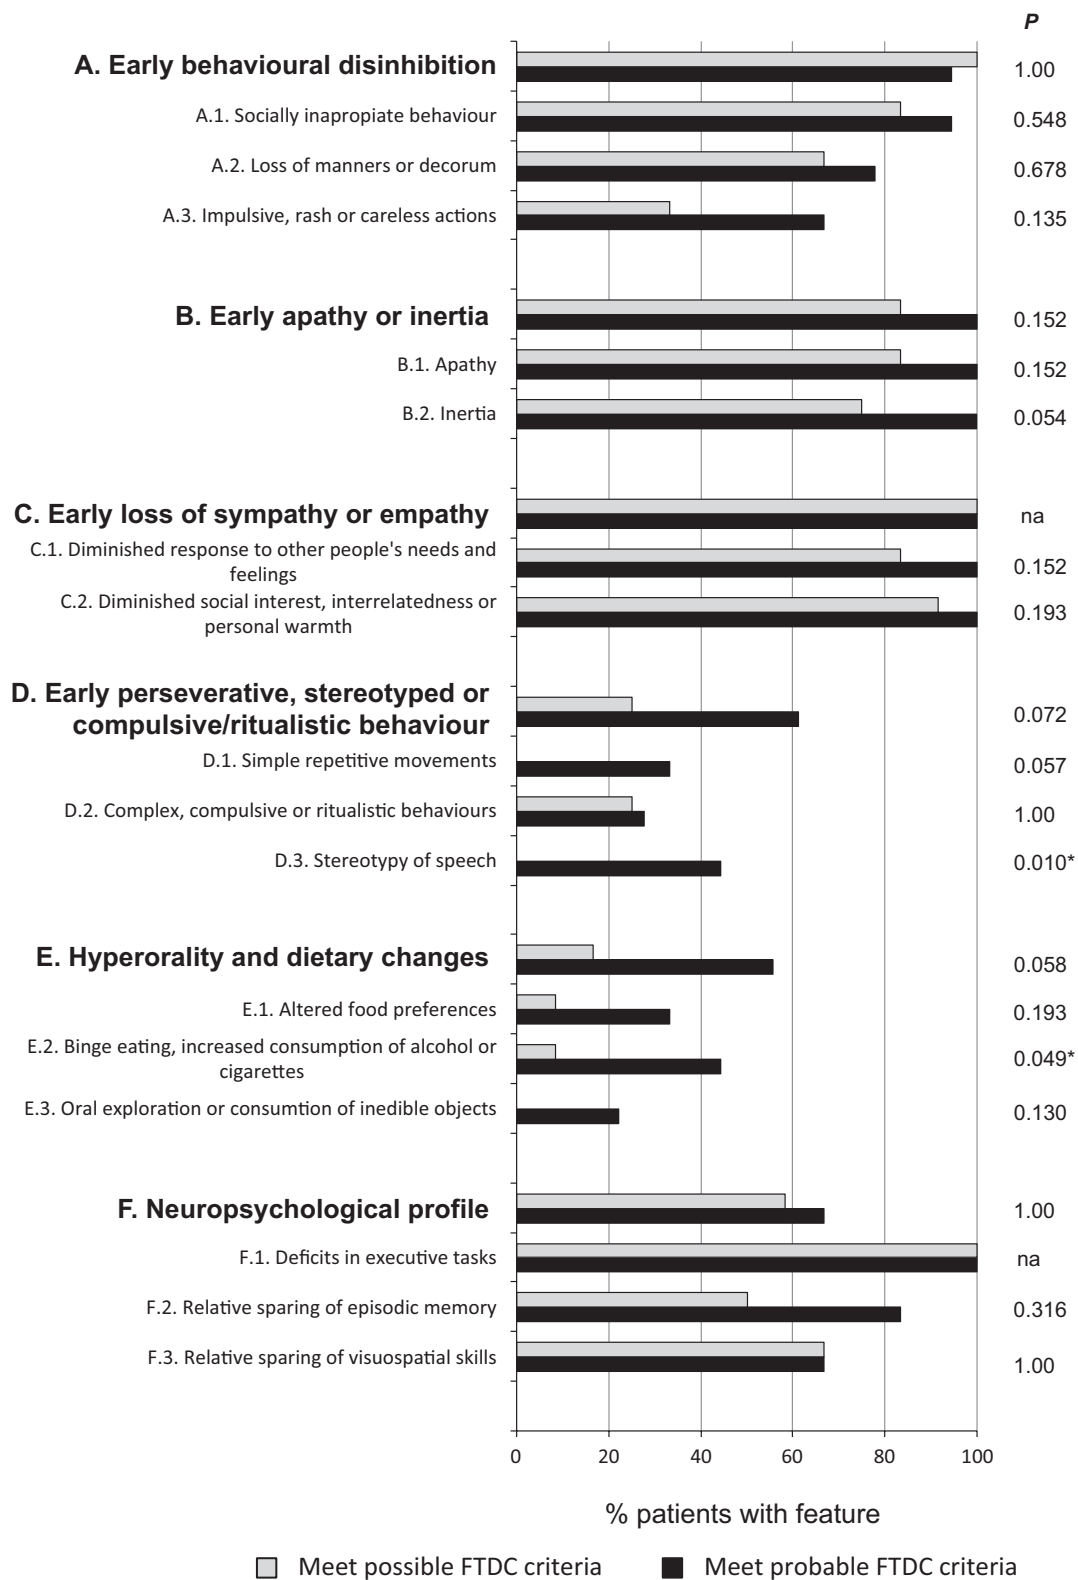 P
A. Early behavioural disinhibition 1.00
A.1. Socially inapropiate behaviour 0.548
A.2. Loss of manners or decorum 0.678
A.3. Impulsive, rash or careless actions 0.135
B. Early apathy or inertia 0.152
B.1. Apathy 0.152
B.2. Inertia 0.054
C. Early loss of sympathy or empathy na
C.1. Diminished response to other people's needs and
feelings 0.152
C.2. Diminished social interest, interrelatedness or
personal warmth 0.193
D. Early perseverative, stereotyped or
compulsive/ritualistic behaviour 0.072
D.1. Simple repetitive movements 0.057
D.2. Complex, compulsive or ritualistic behaviours 1.00
D.3. Stereotypy of speech 0.010*
E. Hyperorality and dietary changes 0.058
E.1. Altered food preferences 0.193
E.2. Binge eating, increased consumption of alcohol or
cigarettes 0.049*
E.3. Oral exploration or consumtion of inedible objects 0.130
F. Neuropsychological profile 1.00
F.1. Deficits in executive tasks na
F.2. Relative sparing of episodic memory 0.316
F.3. Relative sparing of visuospatial skills 1.00
0 20 40 60 80 100
% patients with feature
Meet possible FTDC criteria Meet probable FTDC criteria